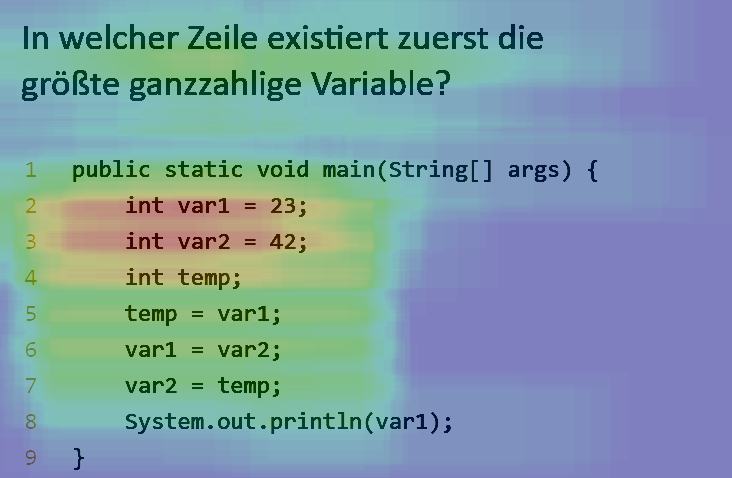 In welcher Zeile existiert zuerst die
größte ganzzahlige Variable?
1 public static void main(String[] args) {
2 int var1 = 23;
3 int var2 = 42;
4 int temp;
5 temp = var1;
6 var1 = var2;
7 var2 = temp;
8 System.out.println(var1);
9 }